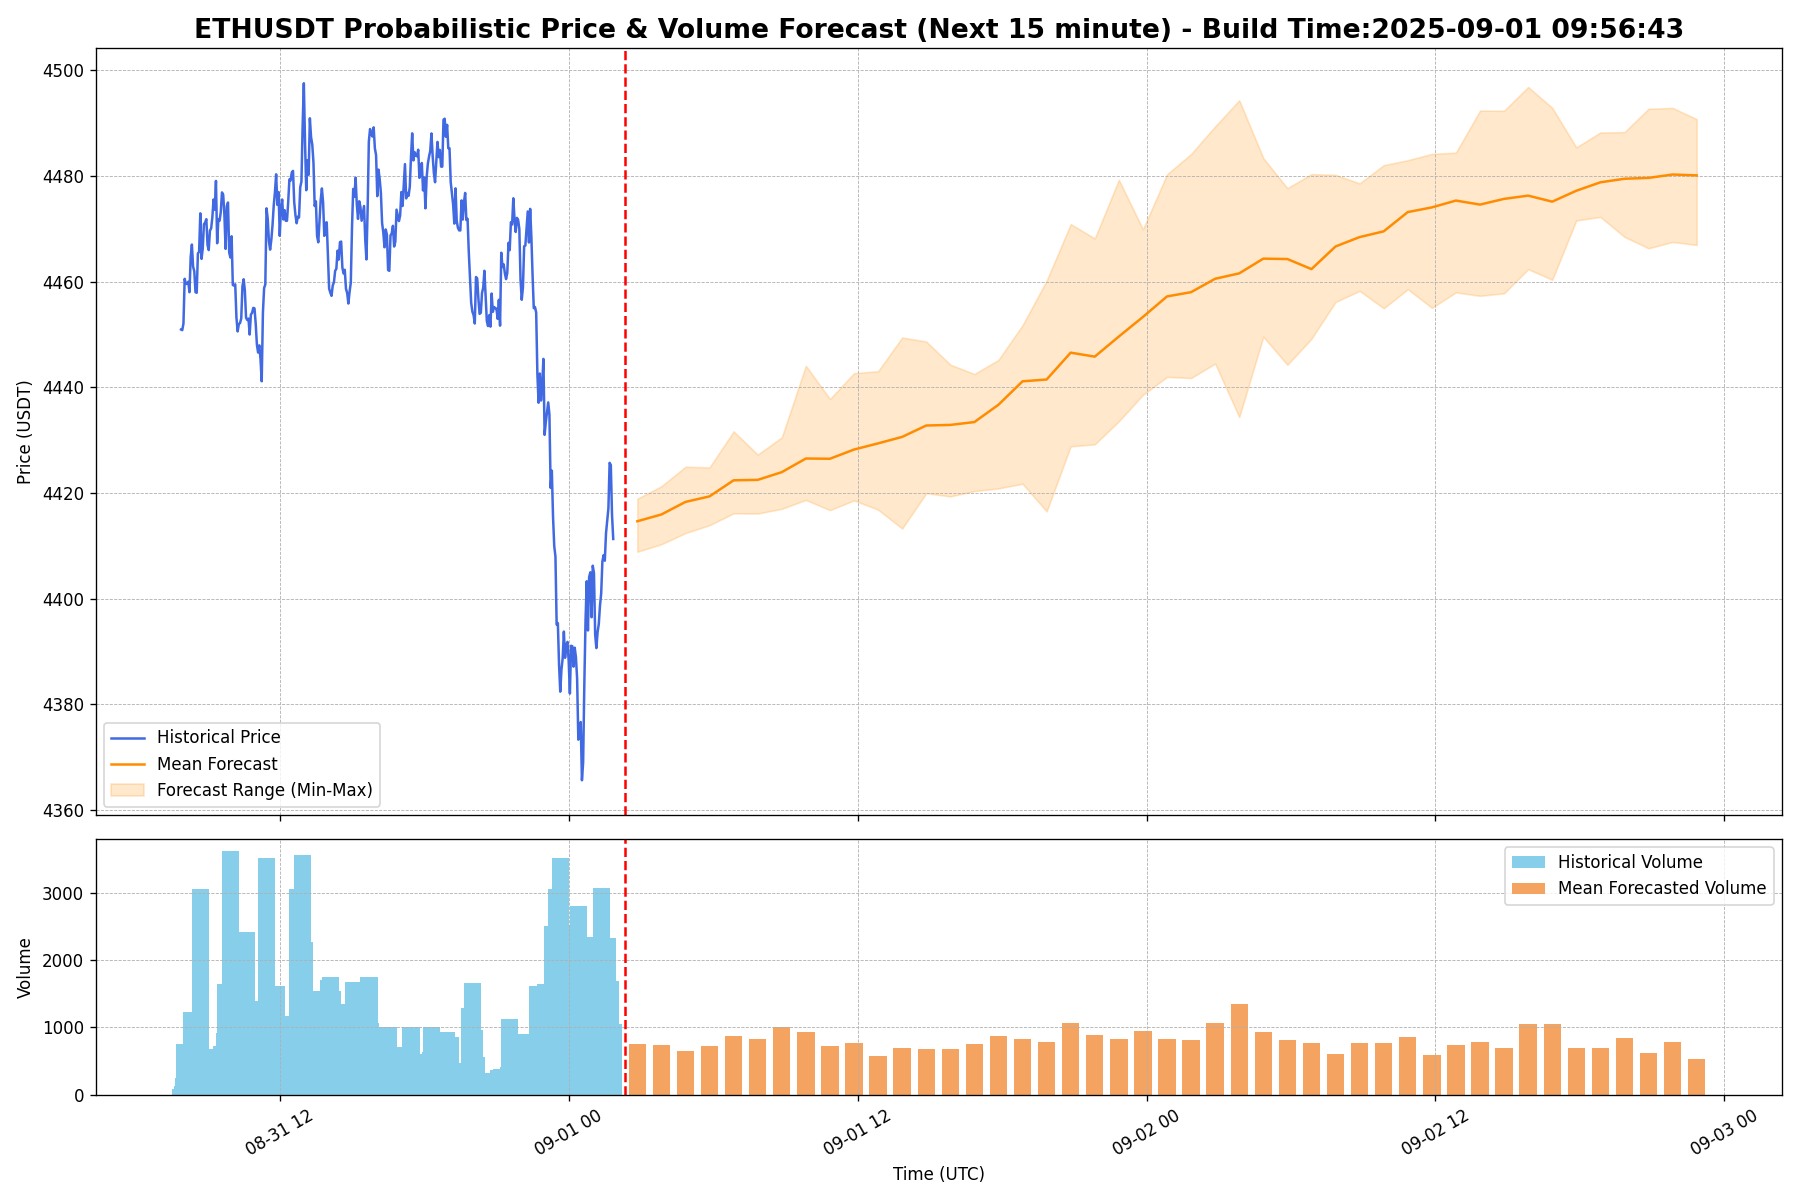 ETHUSDT Probabilistic Price & Volume Forecast (Next 15 minute) - Build Time:2025-09-01 09:56:43
4500
4480
4460
4440
4420
4400
4380
4360
Price (USDT)
Historical Price
Mean Forecast
Forecast Range (Min-Max)
3000
2000
1000
0
Volume
Historical Volume
Mean Forecasted Volume
08-31 12
09-01 00
09-01 12
09-02 00
09-02 12
09-03 00
Time (UTC)